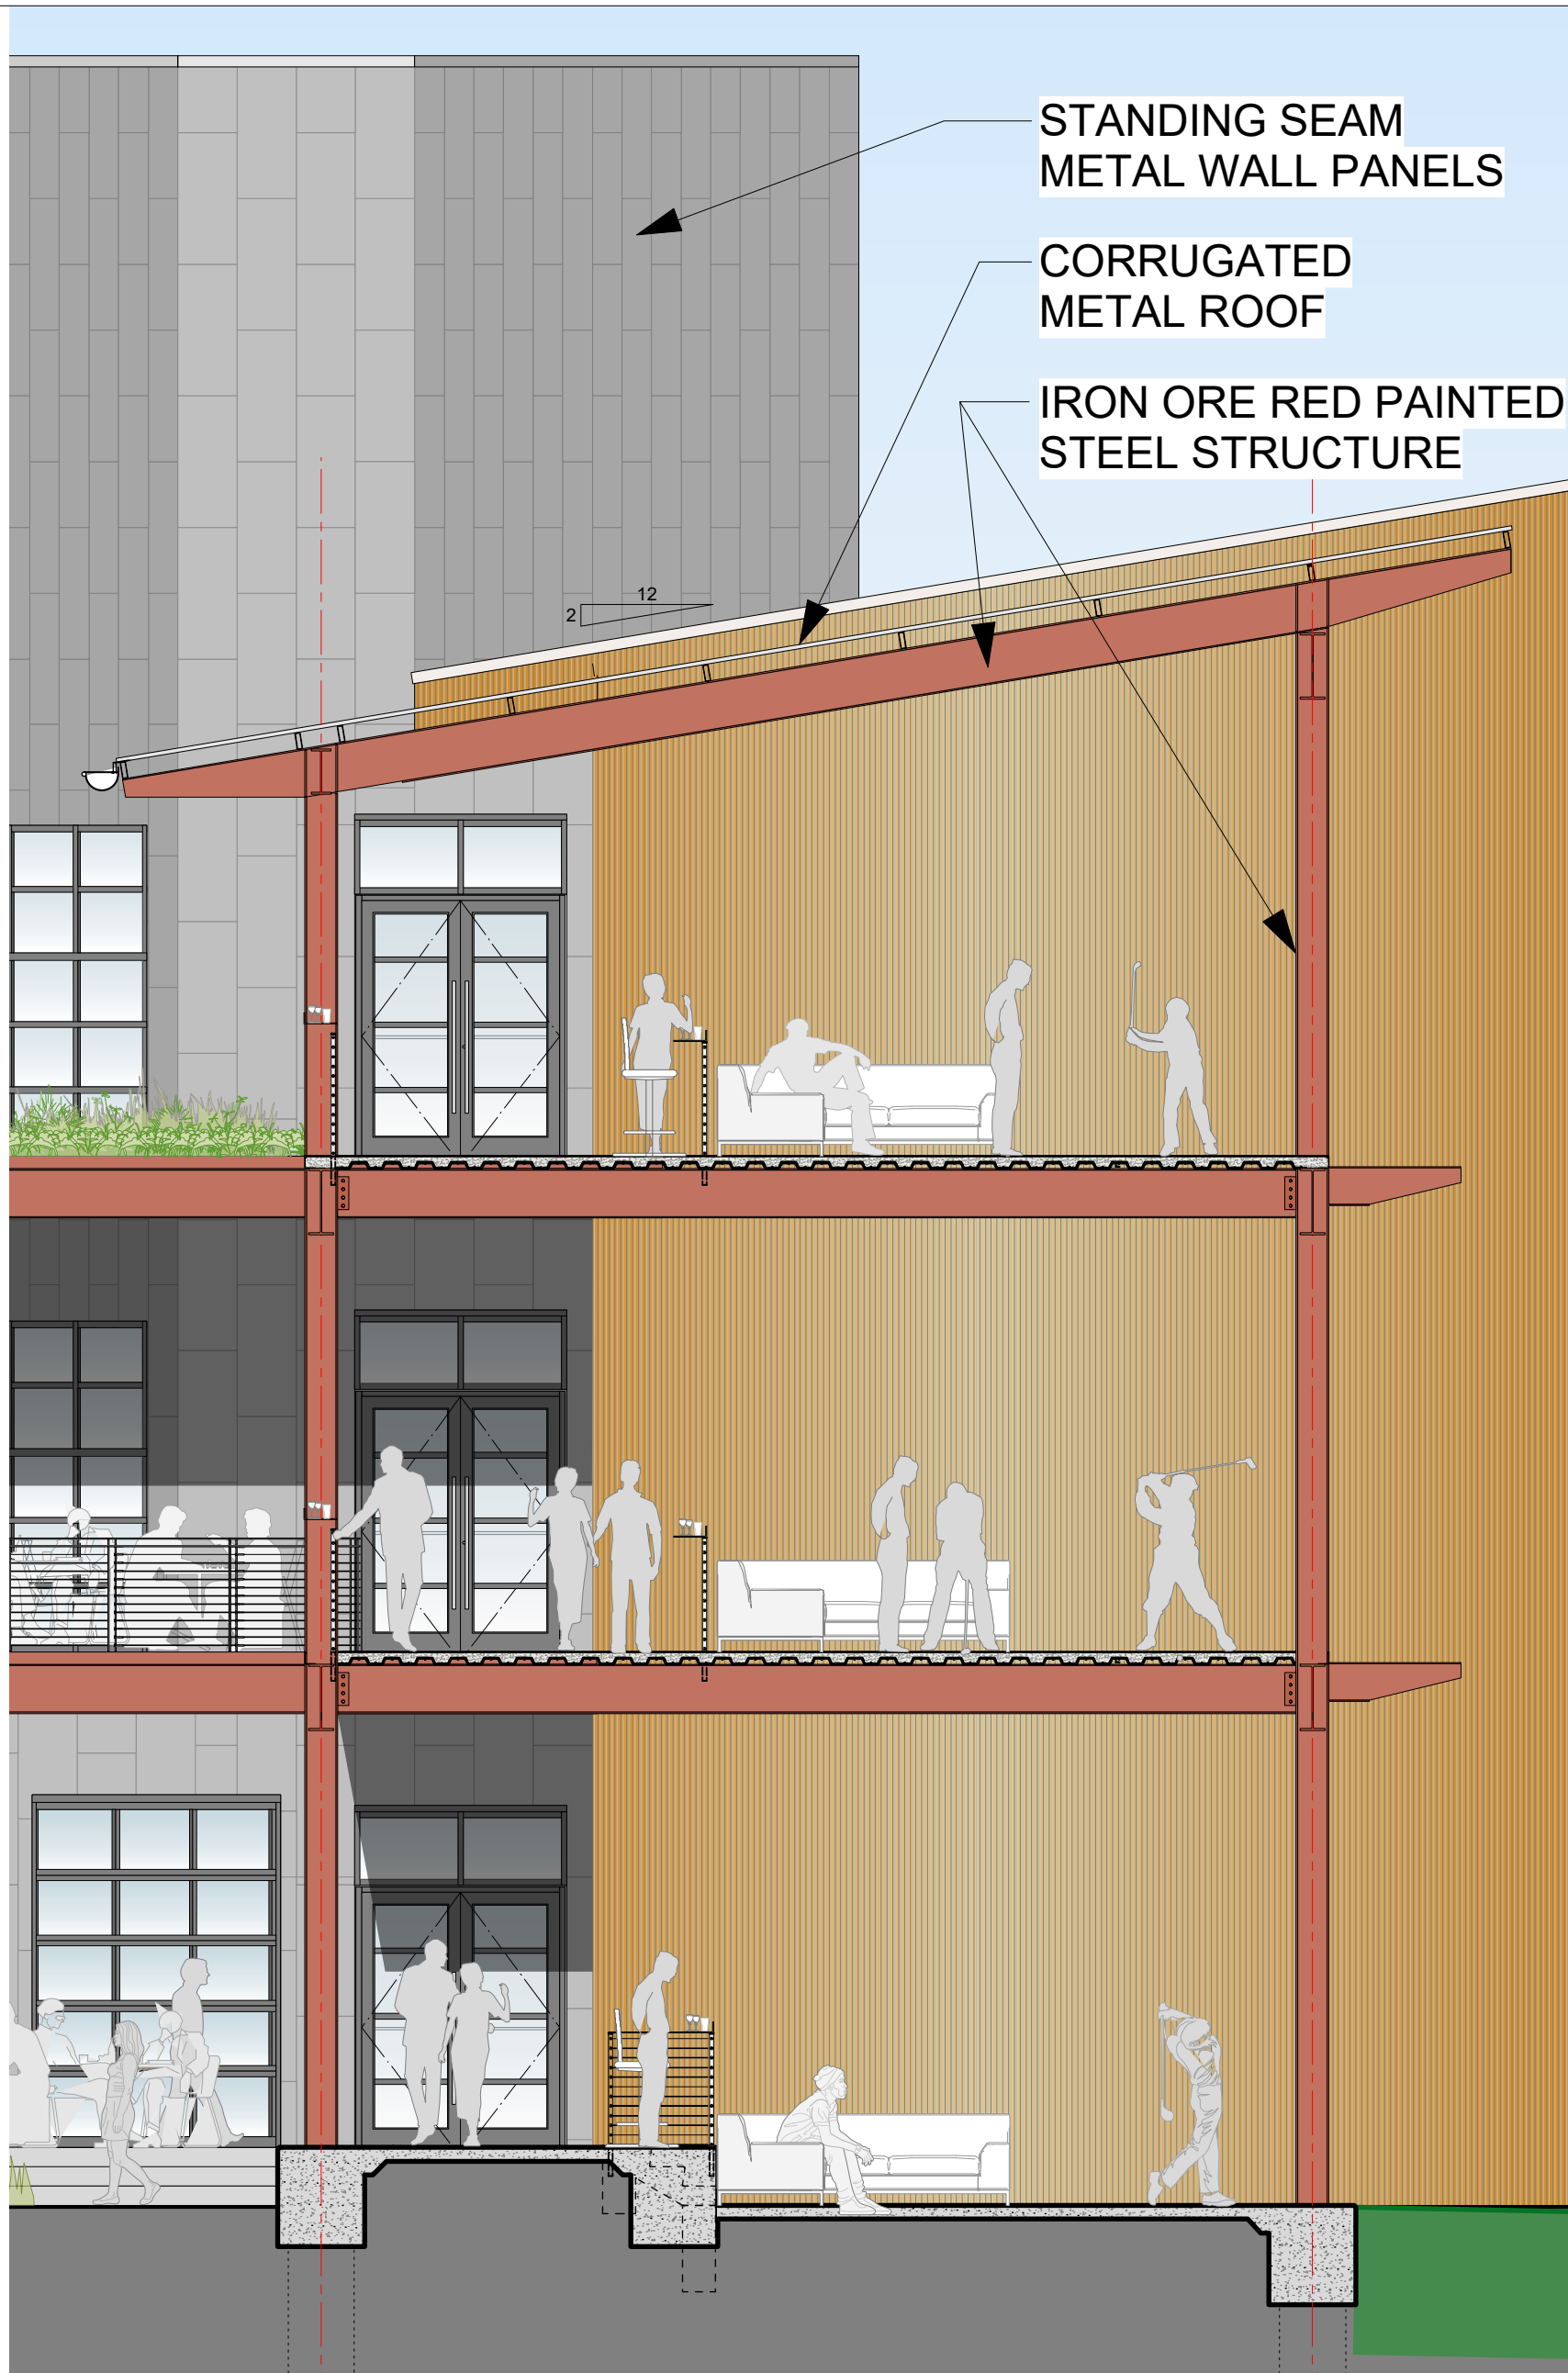 STANDING SEAM
METAL WALL PANELS
CORRUGATED
METAL ROOF
IRON ORE RED PAINTED
STEEL STRUCTURE
12
2